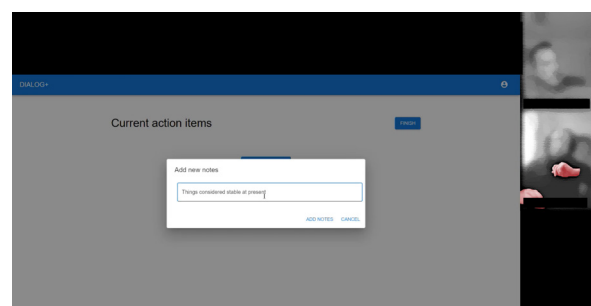 DIALOG+
Current action items
FINISH
Add new notes
Things considered stable at present
ADD NOTES CANCEL